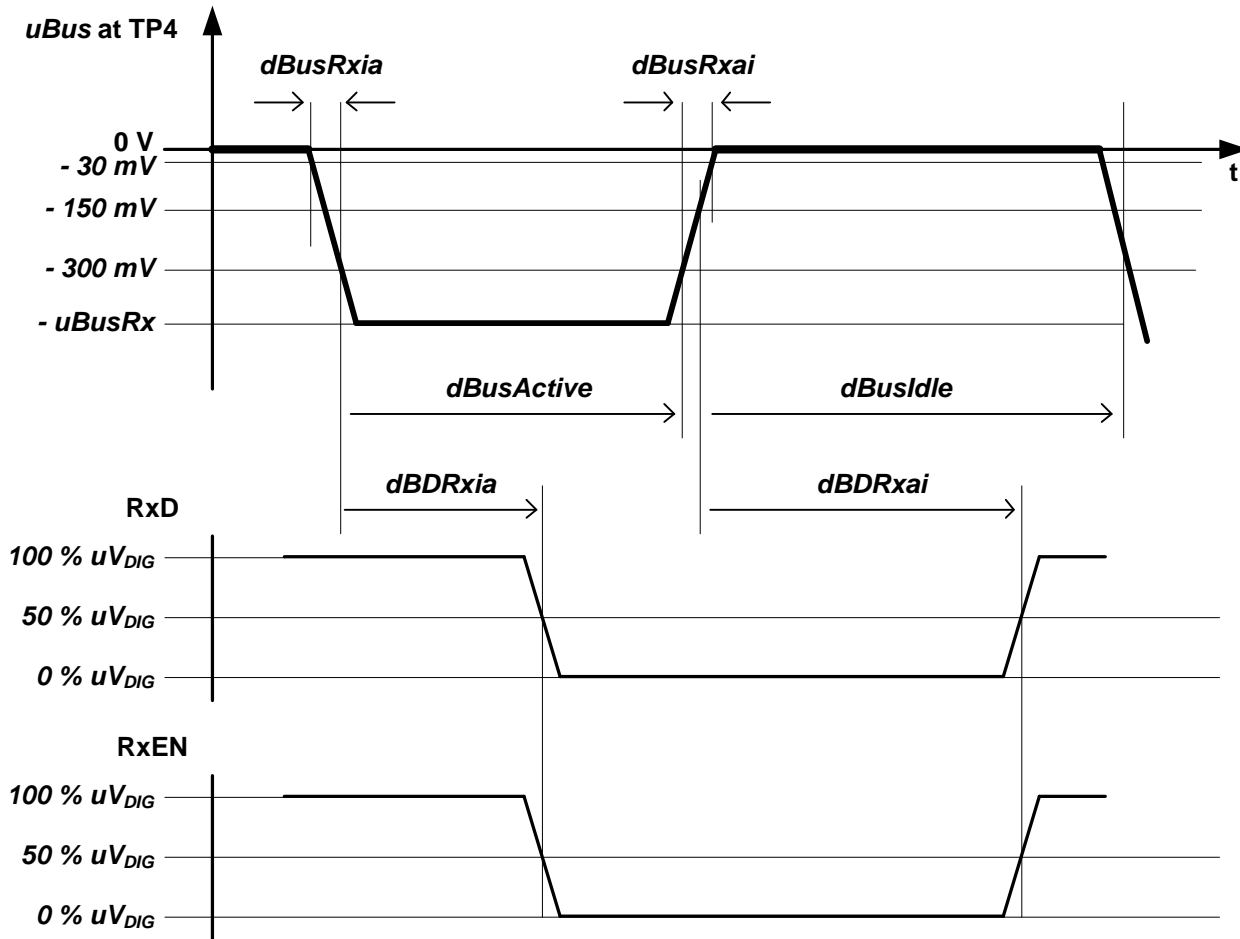 uBus at TP4
dBusRxia
dBusRxai
0 V
- 30 mV
t
- 150 mV
- 300 mV
- uBusRx
dBusActive
dBusIdle
dBDRxia
dBDRxai
RxD
100 % uVDIG
50 % uVDIG
0 % uVDIG
RxEN
100 % uVDIG
50 % uVDIG
0 % uVDIG